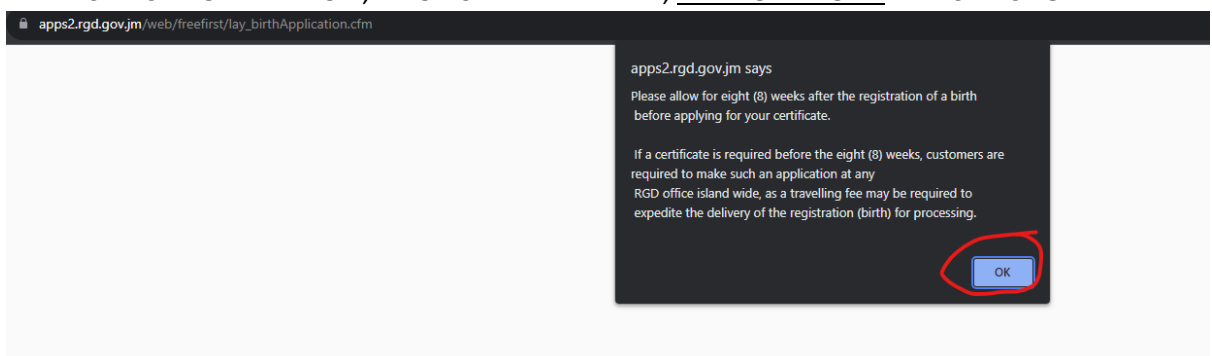 apps2.rgd.gov.jm/web/freefirst/lay_birthApplication.cfm
apps2.rgd.gov.jm says
Please allow for eight (8) weeks after the registration of a birth
before applying for your certificate.
If a certificate is required before the eight (8) weeks, customers are
required to make such an application at any
RGD office island wide, as a travelling fee may be required to
expedite the delivery of the registration (birth) for processing.
OK